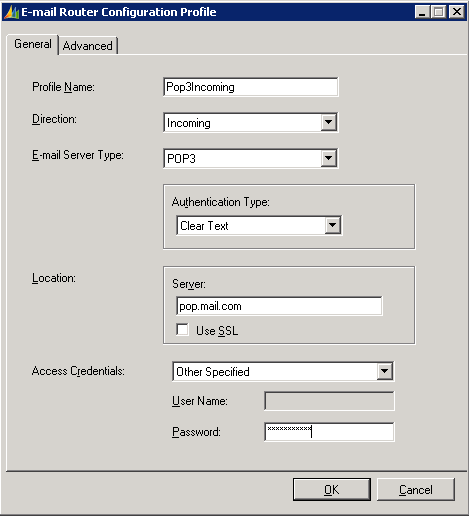 E-mail Router Configuration Profile
General Advanced
Profile Name: Pop3Incoming
Direction: Incoming
E-mail Server Type: POP3
Authentication Type:
Clear Text
Location: Server:
pop.mail.com
Use SSL
Access Credentials: Other Specified
User Name:
Password: ***********
OK Cancel